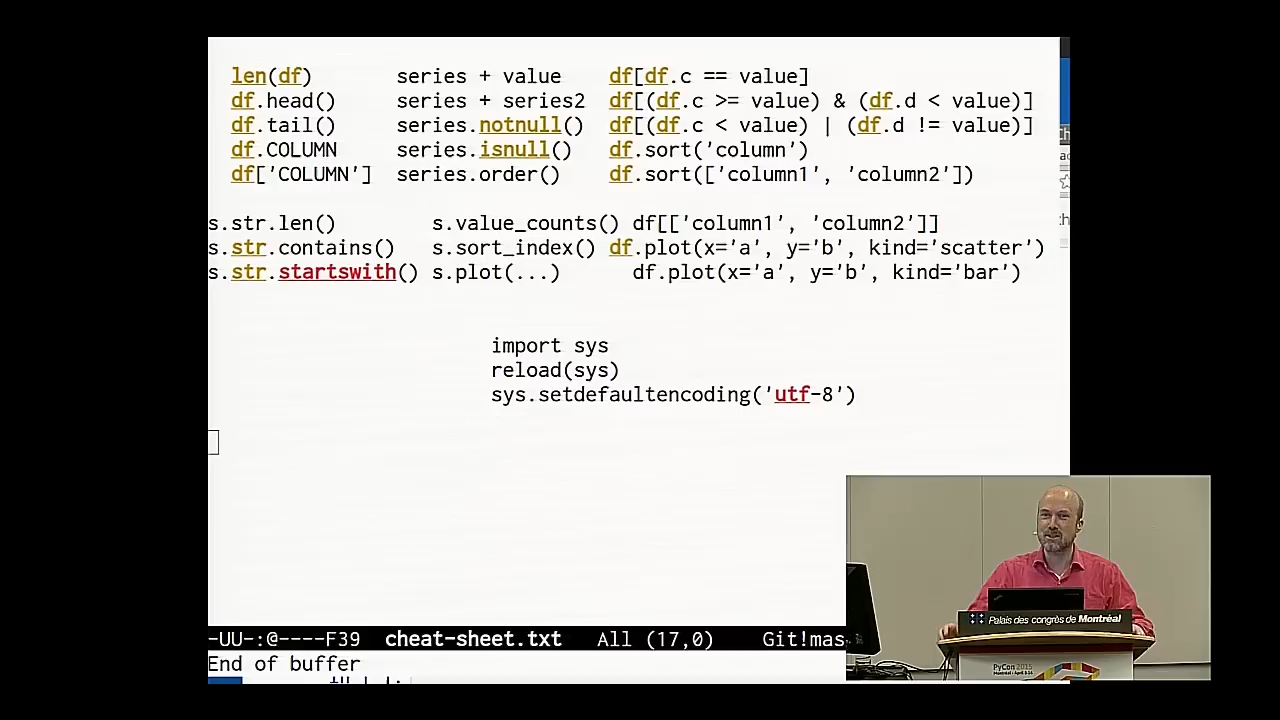 len(df)       series + value    df[df.c == value]
df.head()     series + series2  df[(df.c >= value) & (df.d < value)]
df.tail()     series.notnull()  df[(df.c < value) | (df.d != value)]
df.COLUMN     series.isnull()   df.sort('column')
df['COLUMN']  series.order()    df.sort(['column1', 'column2'])
s.str.len()        s.value_counts() df[['column1', 'column2']]
s.str.contains()   s.sort_index() df.plot(x='a', y='b', kind='scatter')
s.str.startswith() s.plot(...)      df.plot(x='a', y='b', kind='bar')
import sys
reload(sys)
sys.setdefaultencoding('utf-8')
-UU-:@----F39  cheat-sheet.txt   All (17,0)    Git!mas
End of buffer
Palais des congrès de Montréal
PyCon 2015